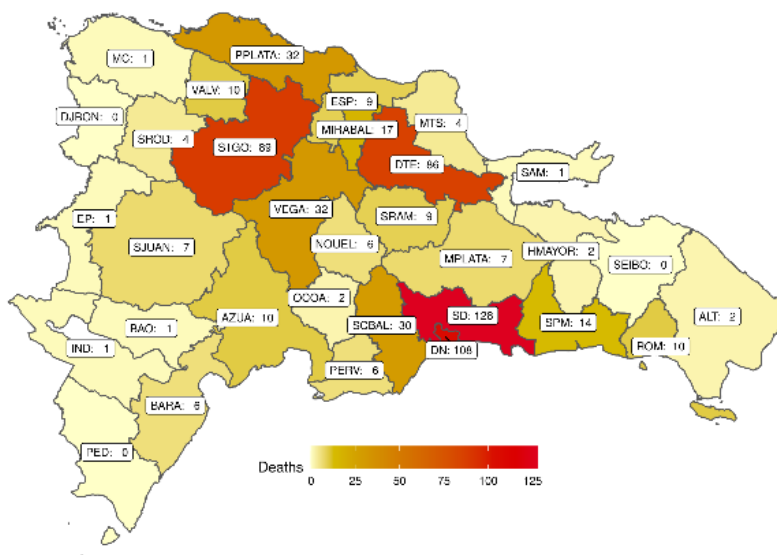 PPLATA: 32
MC: 1
VALV: 10
ESP: 9
DJBON: 0
MTS: 4
MIRABAL: 17
SROD: 4
STGO: 89
DTE: 86
SAM: 1
VEGA: 32
SRAM: 9
EP: 1
NOUEL: 6
SJUAN: 7
HMAYOR: 2
MPLATA: 7
SEIBO: 0
OCOA: 2
SD: 128
AZUA: 10
ALT: 2
SCBAL: 30
SPM: 14
BAO: 1
IND: 1
DN: 108
ROM: 10
PERV: 6
BARA: 6
PED: 0
Deaths
0 25 50 75 100 125